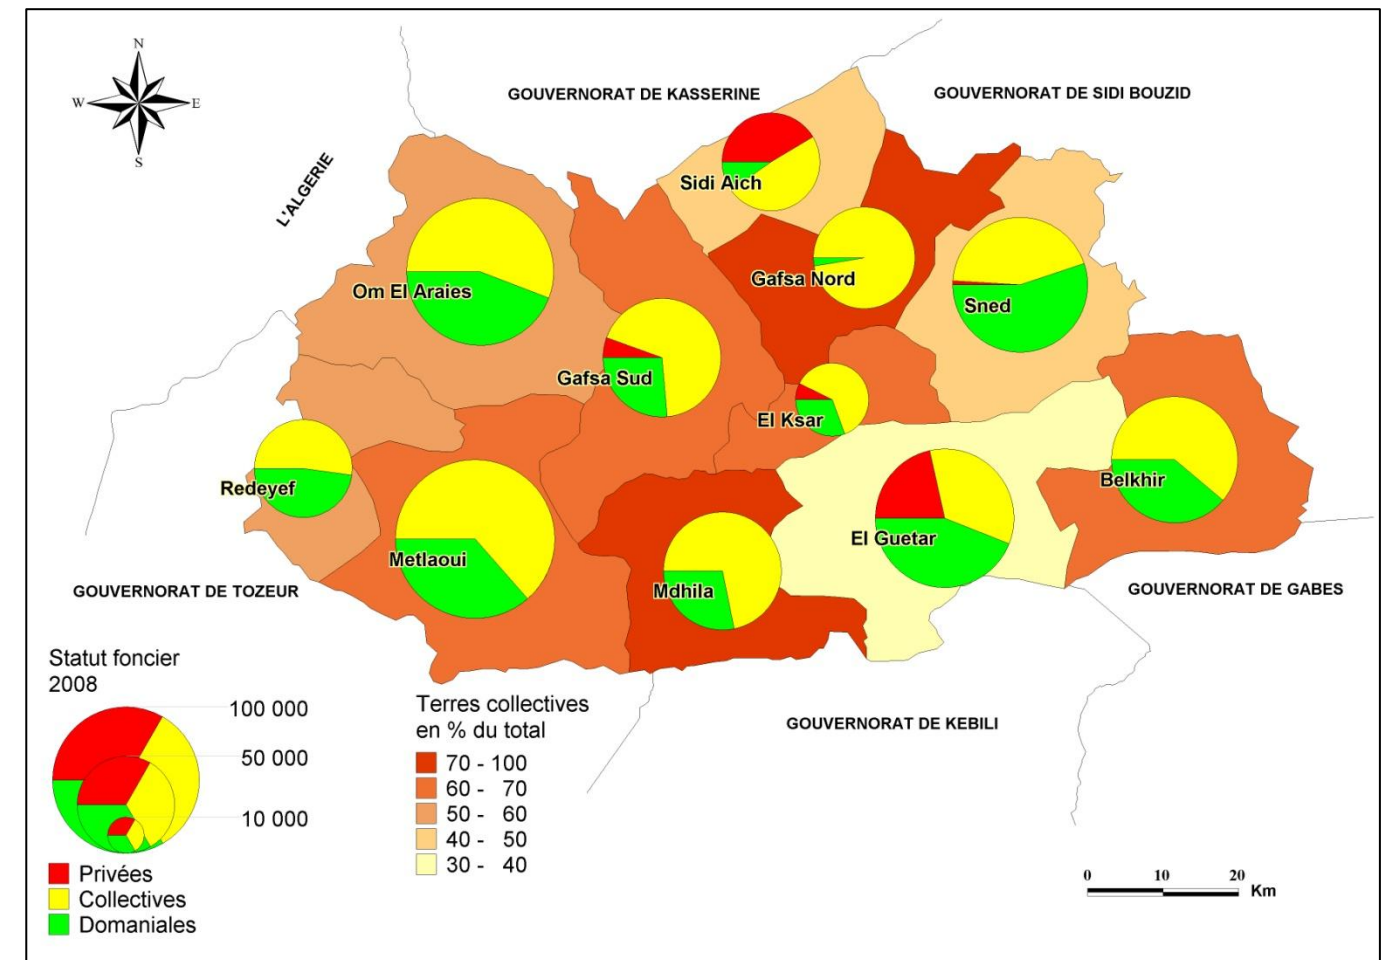 N
W E
S
GOUVERNORAT DE KASSERINE
GOUVERNORAT DE SIDI BOUZID
L'ALGERIE
Sidi Aich
Gafsa Nord
Om El Araies
Sned
Gafsa Sud
El Ksar
Belkhir
Redeyef
El Guetar
Metlaoui
Mdhila
GOUVERNORAT DE TOZEUR
GOUVERNORAT DE GABES
GOUVERNORAT DE KEBILI
Statut foncier
2008
100 000
50 000
10 000
Privées
Collectives
Domaniales
Terres collectives
en % du total
70 - 100
60 - 70
50 - 60
40 - 50
30 - 40
0 10 20
Km